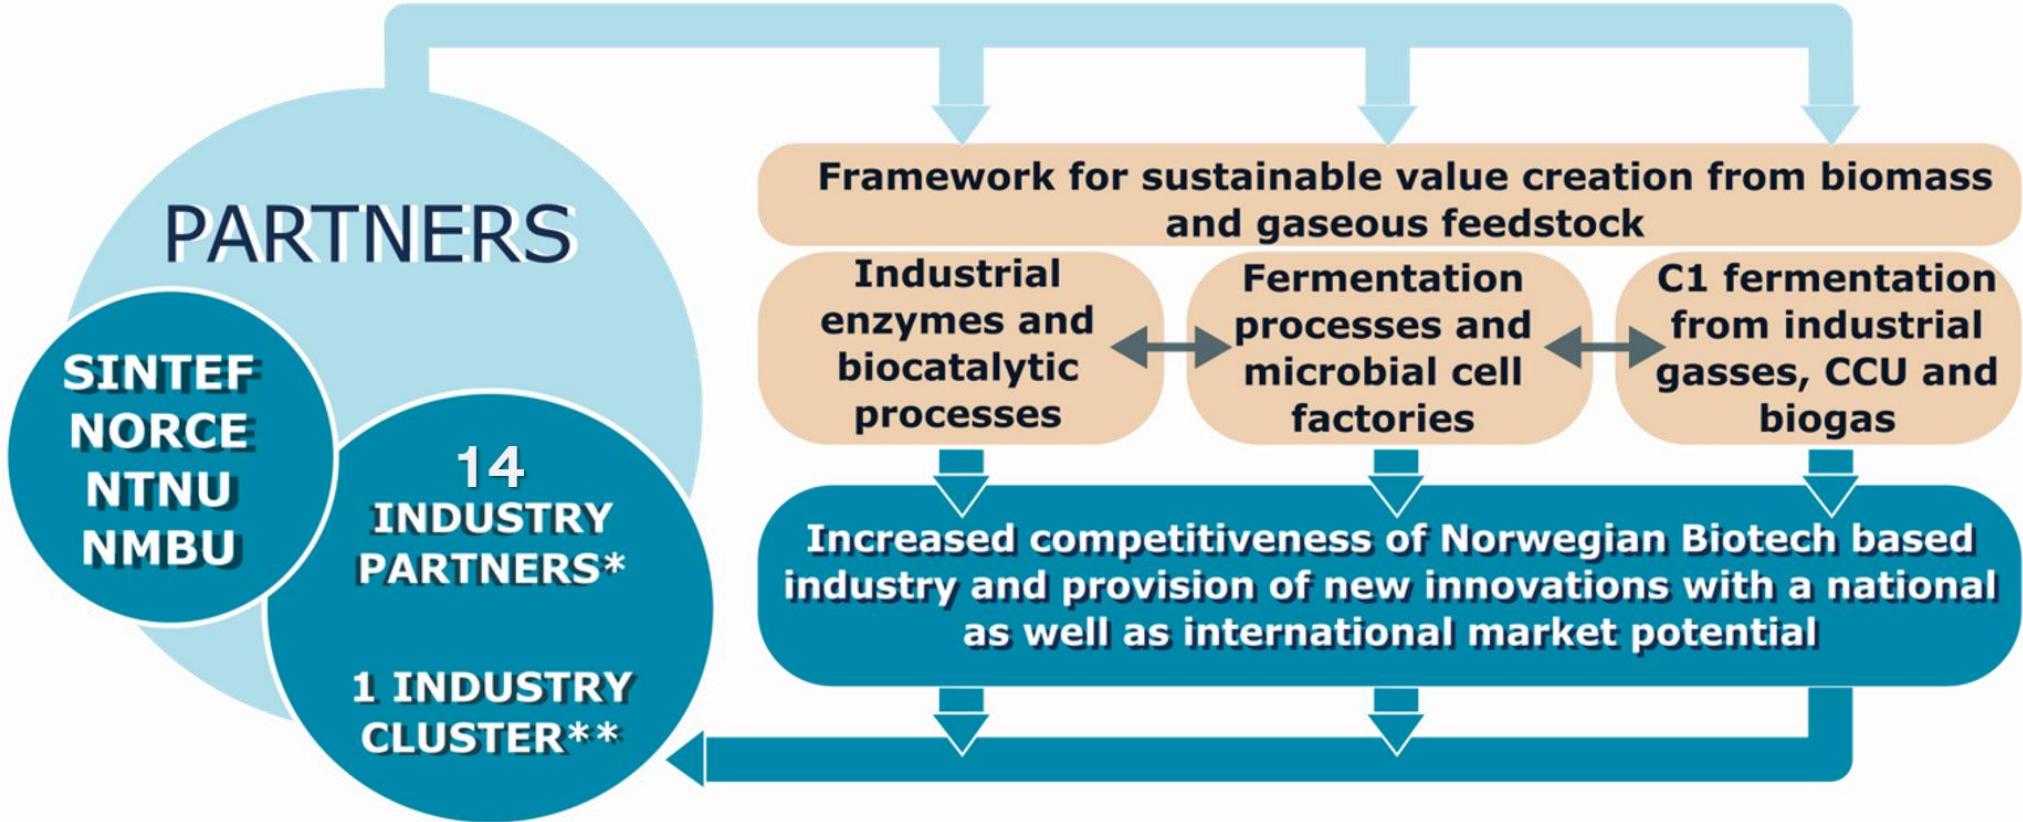 PARTNERS
SINTEF
NORCE
NTNU
NMBU
14
INDUSTRY
PARTNERS*
1 INDUSTRY
CLUSTER**
Framework for sustainable value creation from biomass
and gaseous feedstock
Industrial
enzymes and
biocatalytic
processes
Fermentation
processes and
microbial cell
factories
C1 fermentation
from industrial
gasses, CCU and
biogas
Increased competitiveness of Norwegian Biotech based
industry and provision of new innovations with a national
as well as international market potential